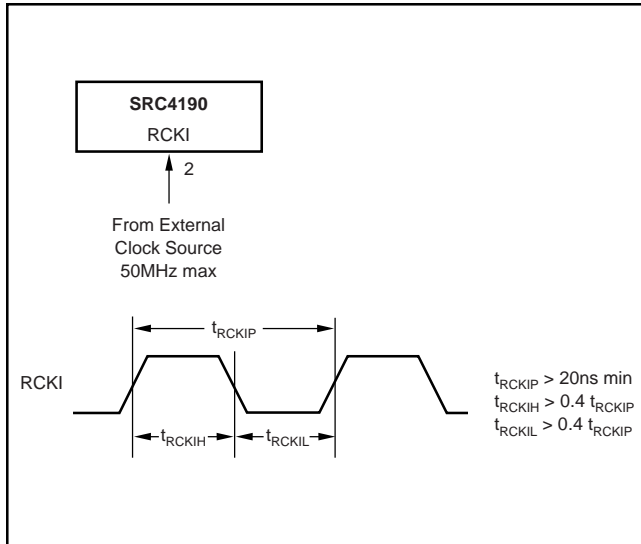 SRC4190
RCKI
2
From External
Clock Source
50MHz max
tRCKIP
RCKI
tRCKIH
tRCKIL
tRCKIP > 20ns min
tRCKIH > 0.4 tRCKIP
tRCKIL > 0.4 tRCKIP